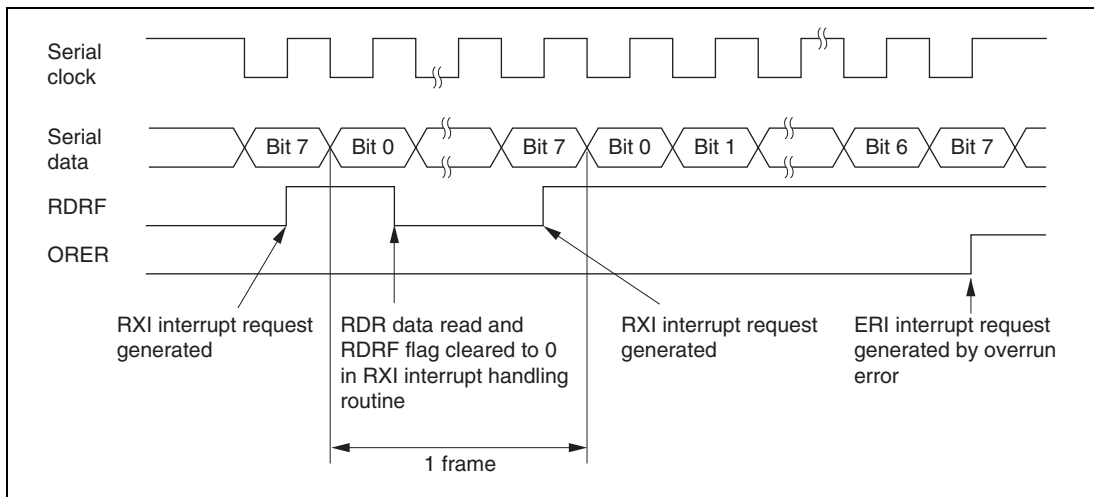 Serial
clock
Serial
data
Bit 7
Bit 0
Bit 7
Bit 0
Bit 1
Bit 6
Bit 7
RDRF
ORER
RXI interrupt request
generated
RDR data read and
RDRF flag cleared to 0
in RXI interrupt handling
routine
RXI interrupt request
generated
ERI interrupt request
generated by overrun
error
1 frame